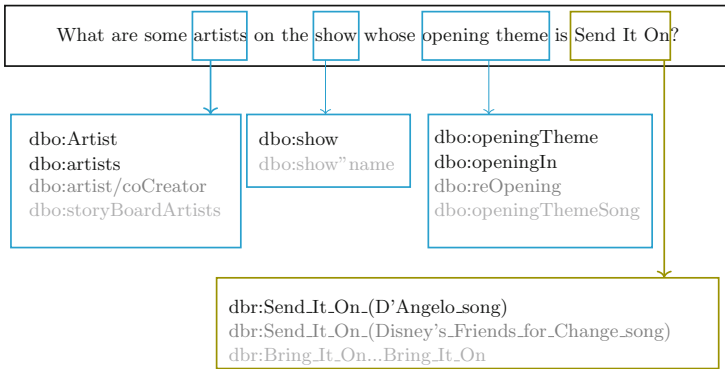 What are some artists on the show whose opening theme is Send It On?
dbo:Artist
dbo:artists
dbo:artist/coCreator
dbo:storyBoardArtists
dbo:show
dbo:show”name
dbo:openingTheme
dbo:openingIn
dbo:reOpening
dbo:openingThemeSong
dbr:Send_It_On_(D'Angelo_song)
dbr:Send_It_On_(Disney's_Friends_for_Change_song)
dbr:Bring_It_On...Bring_It_On